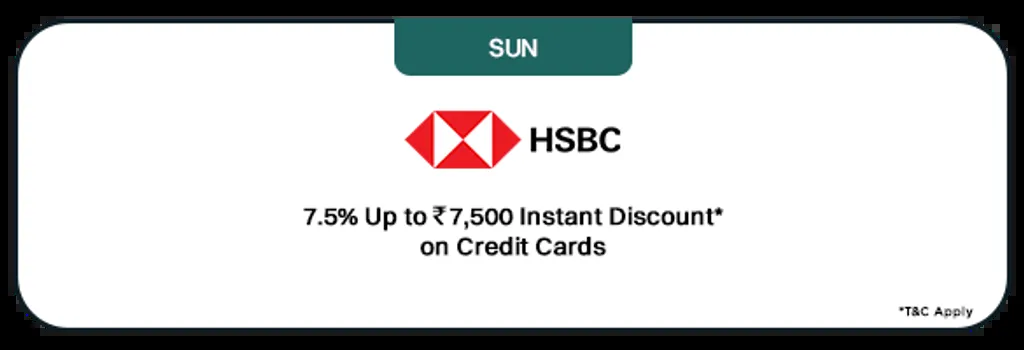 SUN
HSBC
7.5% Up to ₹7,500 Instant Discount*
on Credit Cards
*T&C Apply